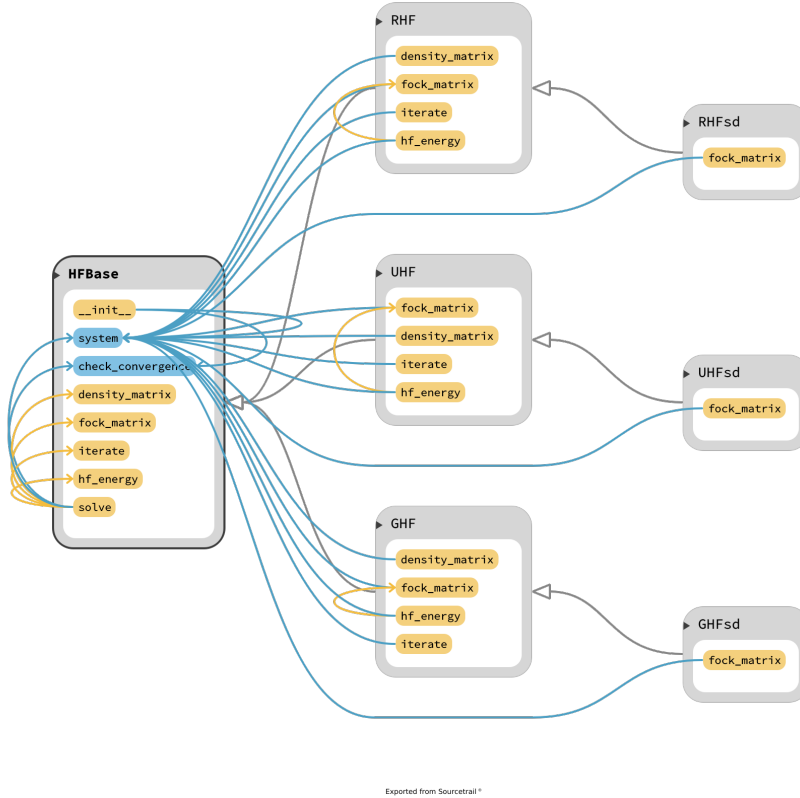 RHF
density_matrix
fock_matrix
iterate
hf_energy
RHFsd
fock_matrix
HFBase
__init__
system
check_convergence
density_matrix
fock_matrix
iterate
hf_energy
solve
UHF
fock_matrix
density_matrix
iterate
hf_energy
UHFsd
fock_matrix
GHF
density_matrix
fock_matrix
hf_energy
iterate
GHFsd
fock_matrix
Exported from Sourcetrail®